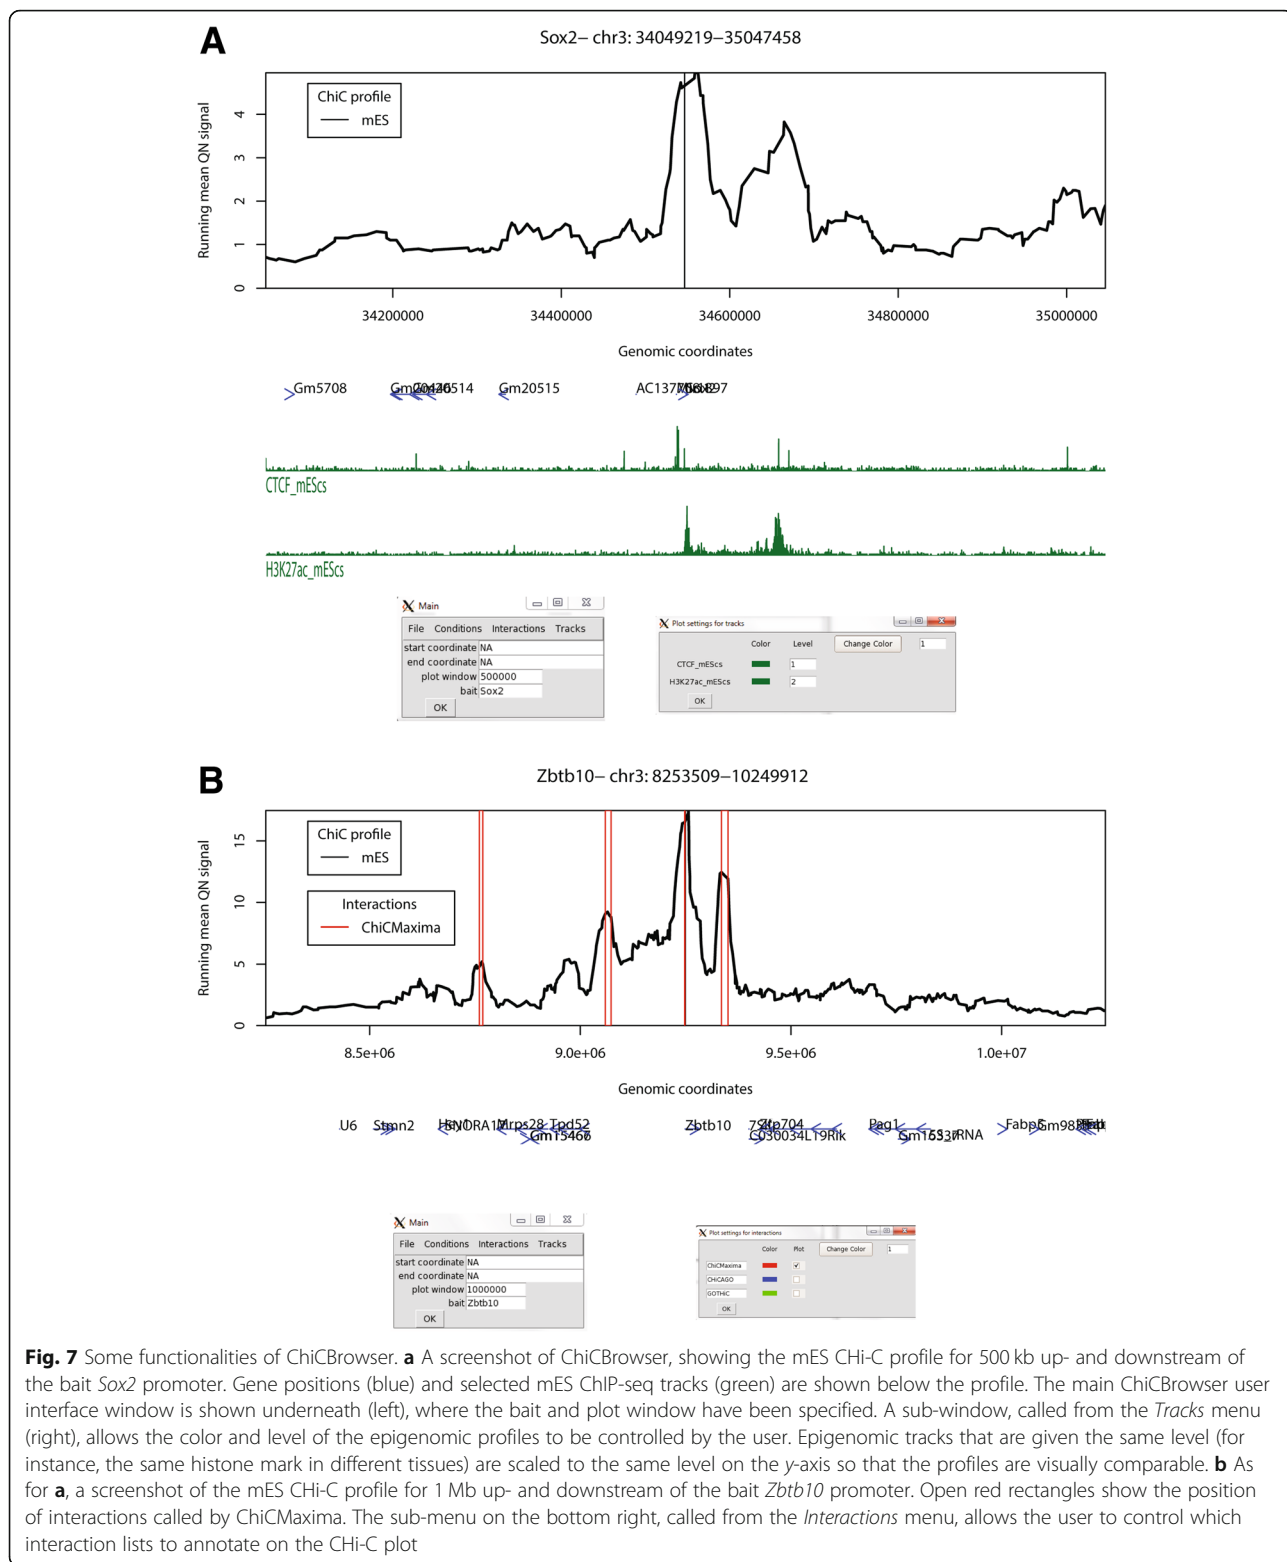 A
Sox2– chr3: 34049219–35047458
ChiC profile
mES
Running mean QN signal
0 1 2 3 4
34200000 34400000 34600000 34800000 35000000
Genomic coordinates
Gm5708 Gm20515
CTCF_mEScs
H3K27ac_mEScs
Main
File Conditions Interactions Tracks
start coordinate NA
end coordinate NA
plot window 500000
bait Sox2
OK
Plot settings for tracks
Color Level Change Color 1
CTCF_mEScs 1
H3K27ac_mEScs 2
OK
B
Zbtb10– chr3: 8253509–10249912
ChiC profile
mES
Interactions
ChiCMaxima
Running mean QN signal
0 5 10 15
8.5e+06 9.0e+06 9.5e+06 1.0e+07
Genomic coordinates
U6 Stmn2 Mrps28 Tpd52 Zbtb10 Zfp704 Pag1 Fabp5
C030034L19Rik
Main
File Conditions Interactions Tracks
start coordinate NA
end coordinate NA
plot window 1000000
bait Zbtb10
OK
Plot settings for interactions
Color Plot Change Color 1
ChiCMaxima
CHiCAGO
GOTHiC
OK
Fig. 7 Some functionalities of ChiCBrowser. a A screenshot of ChiCBrowser, showing the mES CHi-C profile for 500 kb up- and downstream of
the bait Sox2 promoter. Gene positions (blue) and selected mES ChIP-seq tracks (green) are shown below the profile. The main ChiCBrowser user
interface window is shown underneath (left), where the bait and plot window have been specified. A sub-window, called from the Tracks menu
(right), allows the color and level of the epigenomic profiles to be controlled by the user. Epigenomic tracks that are given the same level (for
instance, the same histone mark in different tissues) are scaled to the same level on the y-axis so that the profiles are visually comparable. b As
for a, a screenshot of the mES CHi-C profile for 1 Mb up- and downstream of the bait Zbtb10 promoter. Open red rectangles show the position
of interactions called by ChiCMaxima. The sub-menu on the bottom right, called from the Interactions menu, allows the user to control which
interaction lists to annotate on the CHi-C plot